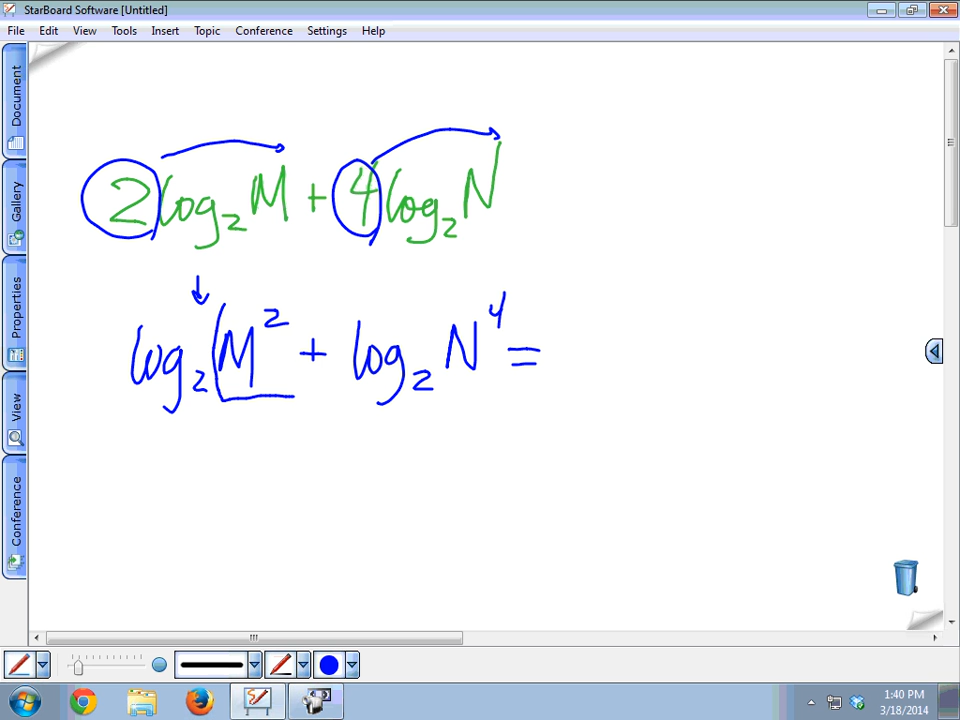 StarBoard Software [Untitled]
File Edit View Tools Insert Topic Conference Settings Help
Document
Gallery
Properties
View
Conference
2 log₂ M + 4 log₂ N
log₂ M² + log₂ N⁴ =
1:40 PM
3/18/2014